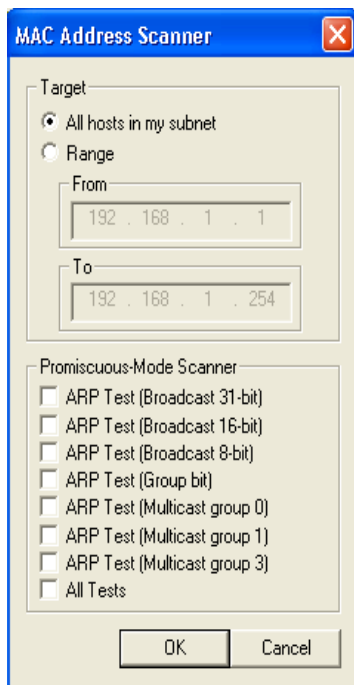 MAC Address Scanner
Target
All hosts in my subnet
Range
From
192 . 168 . 1 . 1
To
192 . 168 . 1 . 254
Promiscuous-Mode Scanner
ARP Test (Broadcast 31-bit)
ARP Test (Broadcast 16-bit)
ARP Test (Broadcast 8-bit)
ARP Test (Group bit)
ARP Test (Multicast group 0)
ARP Test (Multicast group 1)
ARP Test (Multicast group 3)
All Tests
OK Cancel